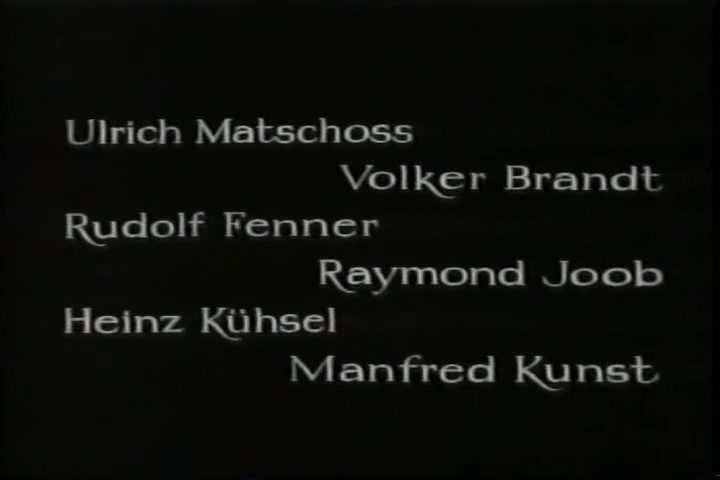 Ulrich Matschoss
Volker Brandt
Rudolf Fenner
Raymond Joob
Heinz Kühsel
Manfred Kunst